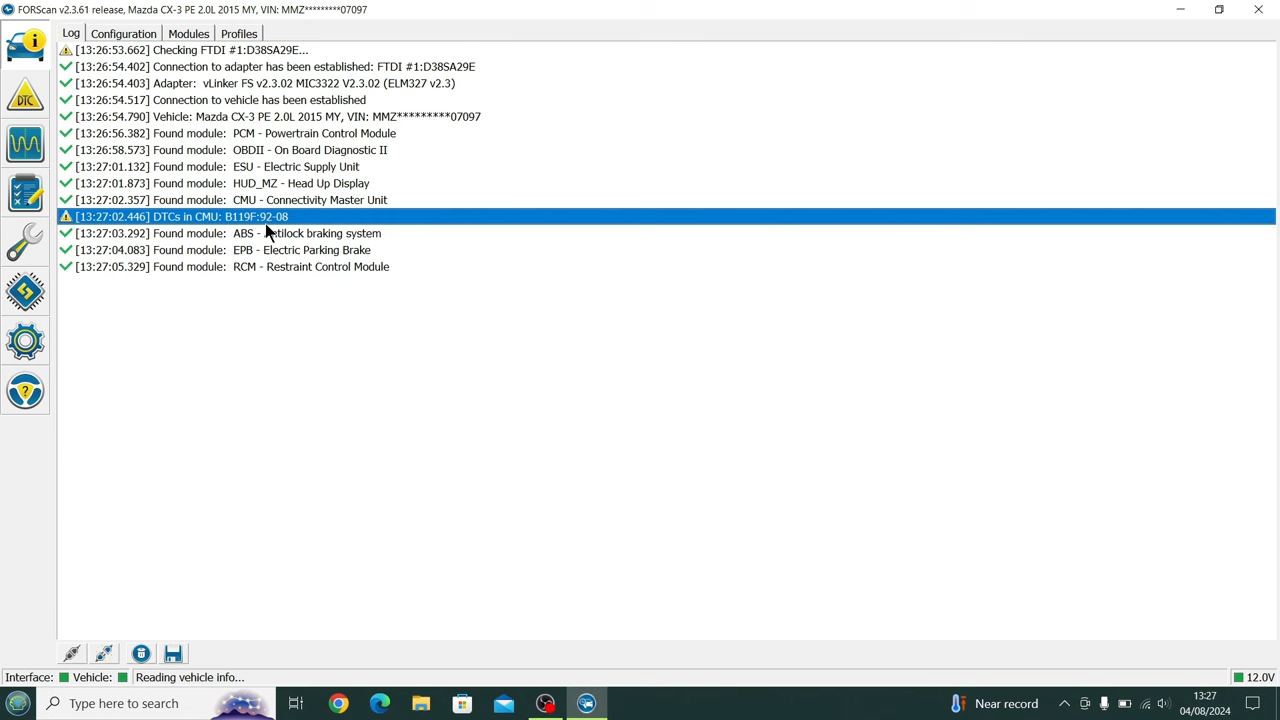 FORScan v2.3.61 release, Mazda CX-3 PE 2.0L 2015 MY, VIN: MMZ*********07097
Log Configuration Modules Profiles
[13:26:53.662] Checking FTDI #1:D38SA29E...
[13:26:54.402] Connection to adapter has been established: FTDI #1:D38SA29E
[13:26:54.403] Adapter: vLinker FS v2.3.02 MIC3322 V2.3.02 (ELM327 v2.3)
[13:26:54.517] Connection to vehicle has been established
[13:26:54.790] Vehicle: Mazda CX-3 PE 2.0L 2015 MY, VIN: MMZ*********07097
[13:26:56.382] Found module: PCM - Powertrain Control Module
[13:26:58.573] Found module: OBDII - On Board Diagnostic II
[13:27:01.132] Found module: ESU - Electric Supply Unit
[13:27:01.873] Found module: HUD_MZ - Head Up Display
[13:27:02.357] Found module: CMU - Connectivity Master Unit
[13:27:02.446] DTCs in CMU: B119F:92-08
[13:27:03.292] Found module: ABS - Antilock braking system
[13:27:04.083] Found module: EPB - Electric Parking Brake
[13:27:05.329] Found module: RCM - Restraint Control Module
DTC
Interface: Vehicle: Reading vehicle info... 12.0V
Type here to search
Near record
13:27
04/08/2024